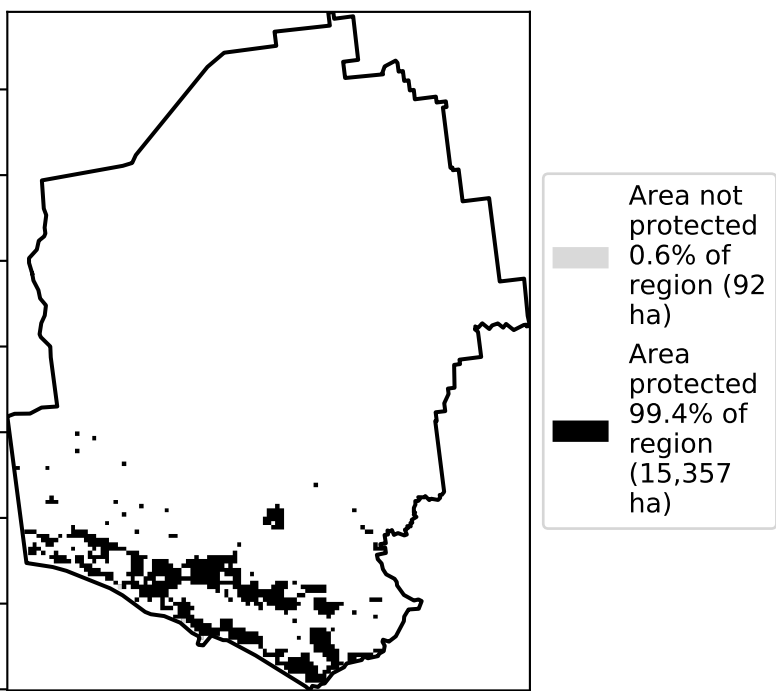 Area not
protected
0.6% of
region (92
ha)
Area
protected
99.4% of
region
(15,357
ha)